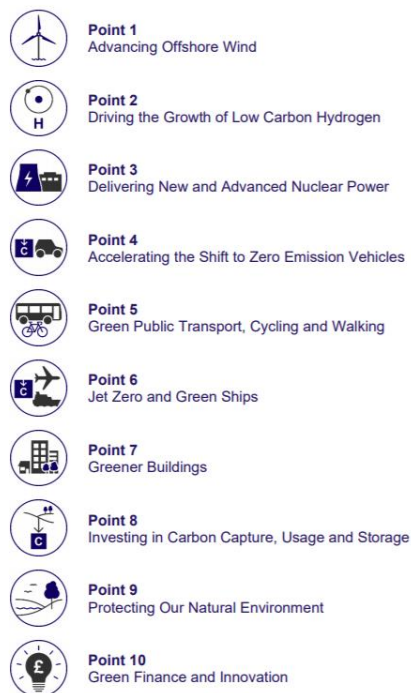 Point 1
Advancing Offshore Wind
H
Point 2
Driving the Growth of Low Carbon Hydrogen
Point 3
Delivering New and Advanced Nuclear Power
C
Point 4
Accelerating the Shift to Zero Emission Vehicles
Point 5
Green Public Transport, Cycling and Walking
C
Point 6
Jet Zero and Green Ships
Point 7
Greener Buildings
C
Point 8
Investing in Carbon Capture, Usage and Storage
Point 9
Protecting Our Natural Environment
£
Point 10
Green Finance and Innovation